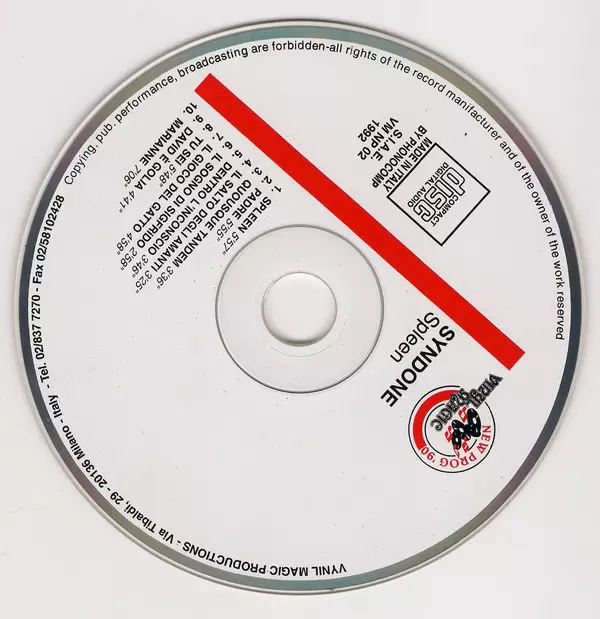 VINYL MAGIC
NEW PROG '90
SYNDONE
Spleen
COMPACT
disc
DIGITAL AUDIO
MADE IN ITALY
BY PHONOCOMP
S.I.A.E.
VM NP 02
1992
1. SPLEEN 5'57"
2. PADRE 5'55"
3. QUOUSQUE TANDEM 3'36"
4. IL SALTO DEGLI AMANTI 3'25"
5. DENTRO L'INCONSCIO 3'46"
6. IL SOGNO DI SIGFRIDO 2'58"
7. IL GIOCO DEL GATTO 4'58"
8. TU SEI 5'48"
9. DAVID E GOLIA 4'41"
10. MARIANNE 7'06"
Copying, pub. performance, broadcasting are forbidden-all rights of the record manufacturer and of the owner of the work reserved
VYNIL MAGIC PRODUCTIONS - Via Tibaldi, 29 - 20136 Milano - Italy - Tel. 02/837 7270 - Fax 02/58102428